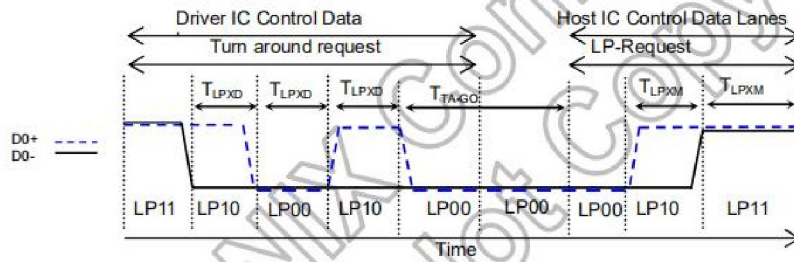 Driver IC Control Data
Host IC Control Data Lanes
Turn around request
LP-Request
TLPXD
TLPXD
TLPXD
TTA-GO
TLPXM
TLPXM
D0+
D0-
LP11
LP10
LP00
LP10
LP00
LP00
LP00
LP10
LP11
Time